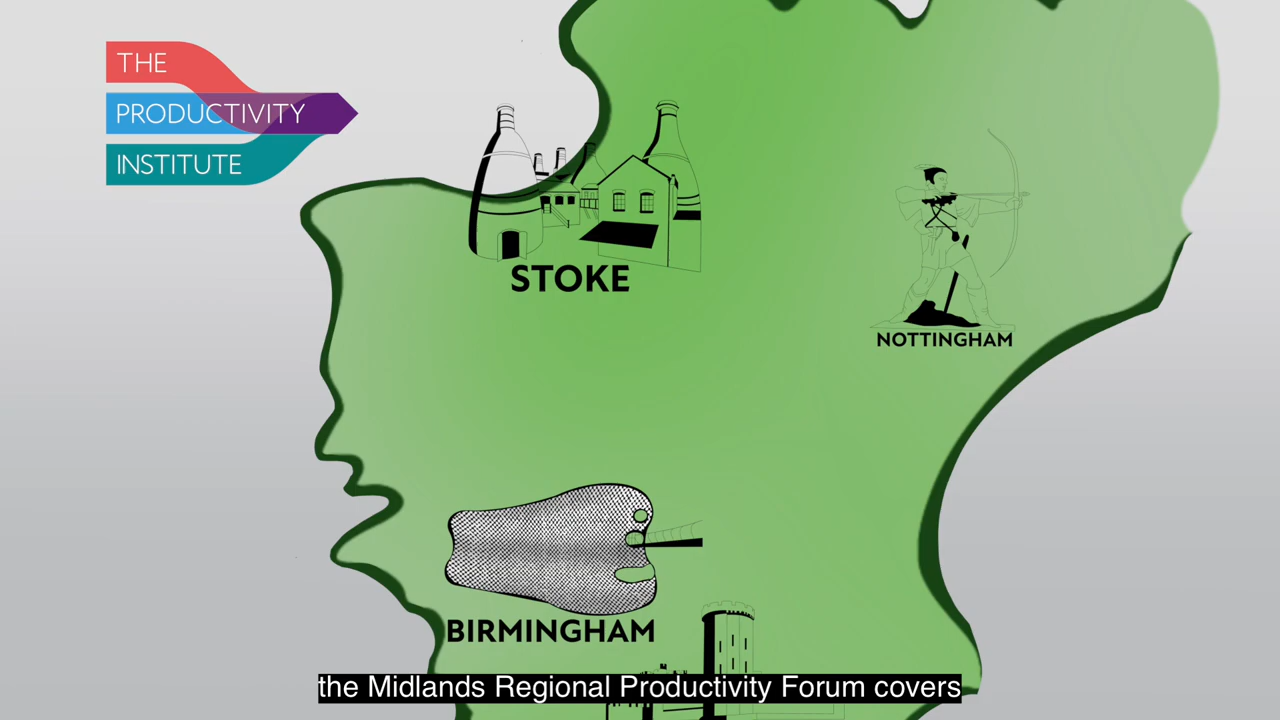 THE
PRODUCTIVITY
INSTITUTE
STOKE
NOTTINGHAM
BIRMINGHAM
the Midlands Regional Productivity Forum covers